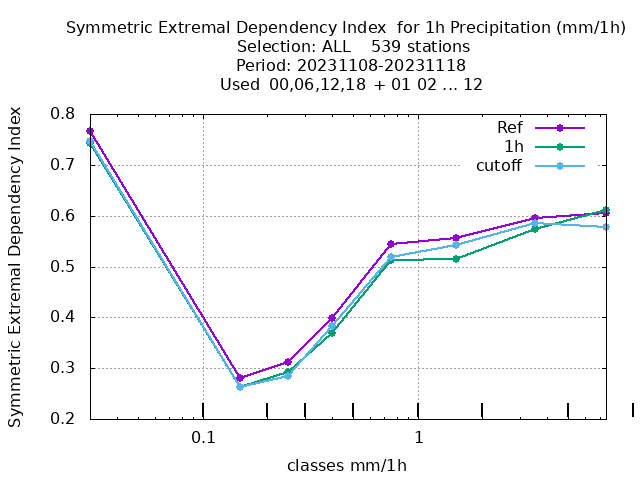 Symmetric Extremal Dependency Index  for 1h Precipitation (mm/1h)
Selection: ALL    539 stations
Period: 20231108-20231118
Used  00,06,12,18  + 01 02 ... 12
Symmetric Extremal Dependency Index
0.8
0.7
0.6
0.5
0.4
0.3
0.2
Ref
1h
cutoff
0.1
1
classes mm/1h